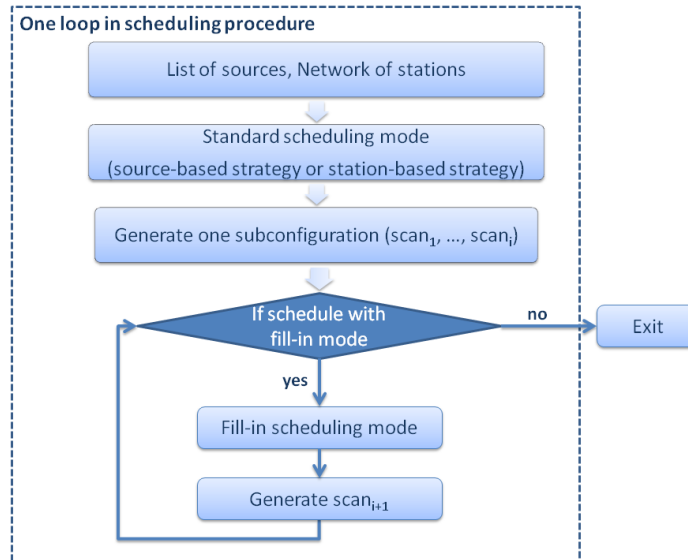 One loop in scheduling procedure
List of sources, Network of stations
Standard scheduling mode
(source-based strategy or station-based strategy)
Generate one subconfiguration (scan₁, ..., scanᵢ)
If schedule with
fill-in mode
no
Exit
yes
Fill-in scheduling mode
Generate scanᵢ₊₁